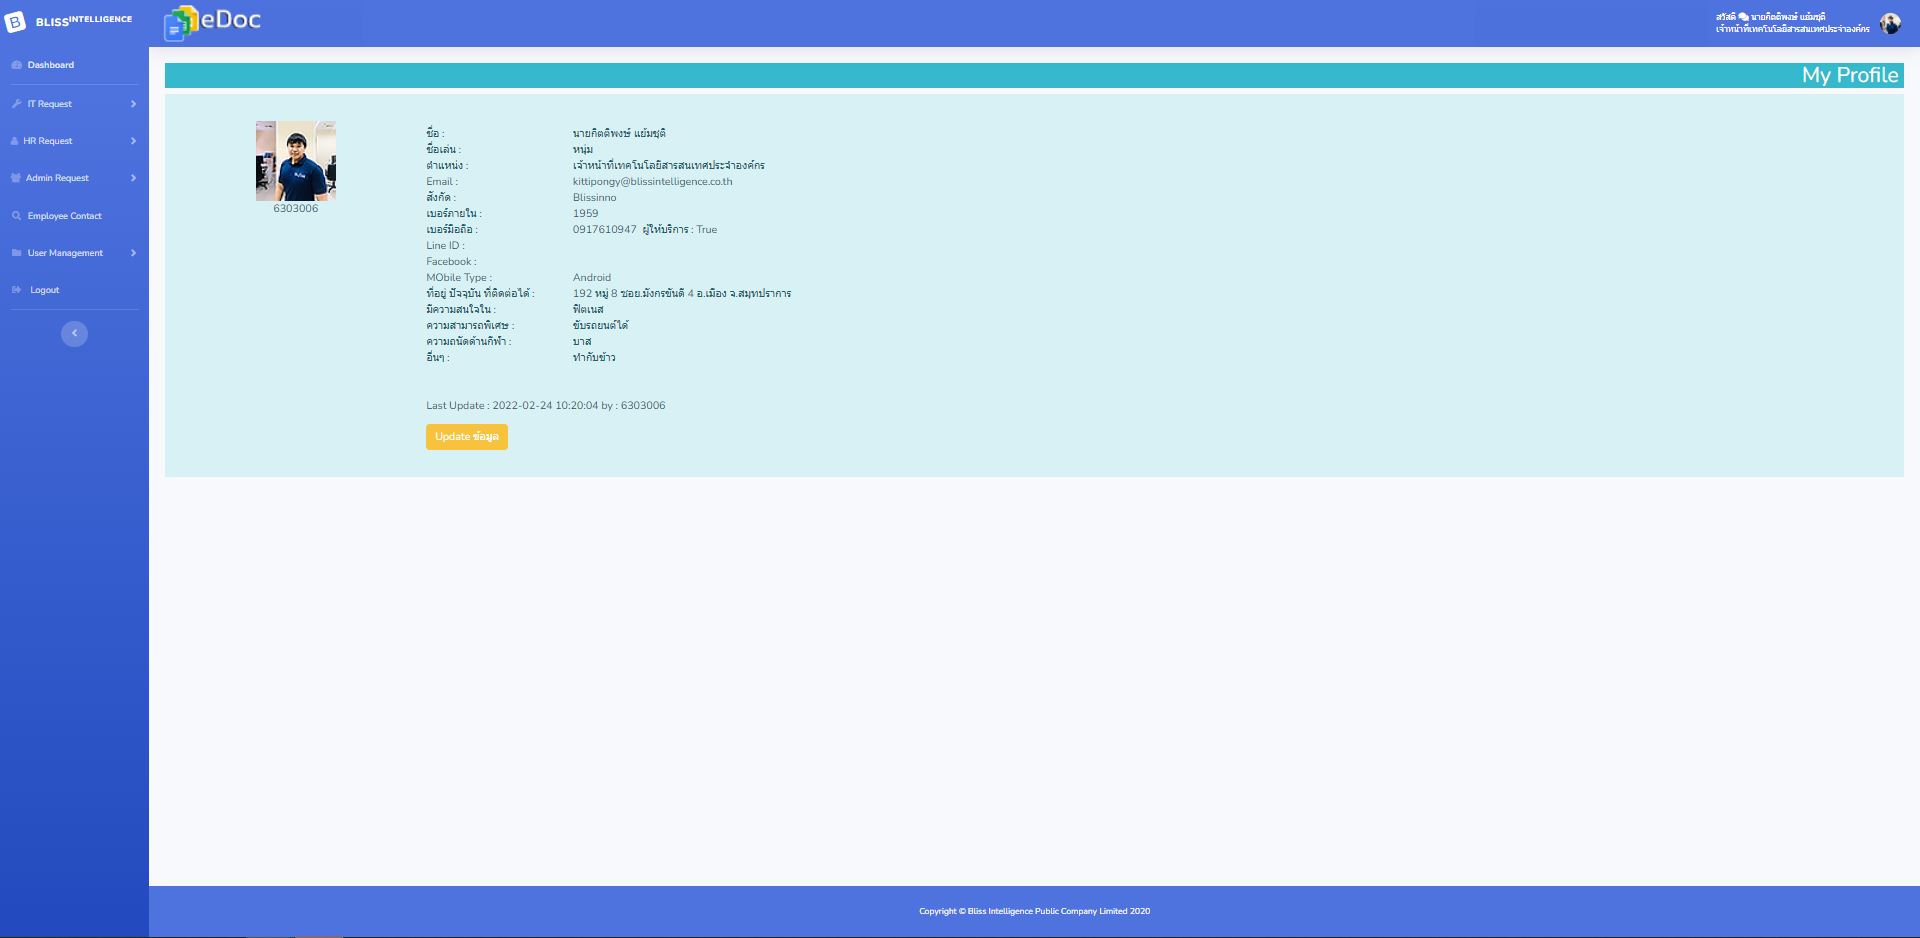 BLISSINTELLIGENCE
eDoc
สวัสดี นายกิตติพงษ์ แย้มชุติ
เจ้าหน้าที่เทคโนโลยีสารสนเทศประจำองค์กร
Dashboard
IT Request
HR Request
Admin Request
Employee Contact
User Management
Logout
My Profile
6303006
ชื่อ : นายกิตติพงษ์ แย้มชุติ
ชื่อเล่น : หนุ่ม
ตำแหน่ง : เจ้าหน้าที่เทคโนโลยีสารสนเทศประจำองค์กร
Email : kittipongy@blissintelligence.co.th
สังกัด : Blissinno
เบอร์ภายใน : 1959
เบอร์มือถือ : 0917610947 ผู้ให้บริการ : True
Line ID :
Facebook :
MObile Type : Android
ที่อยู่ ปัจจุบัน ที่ติดต่อได้ : 192 หมู่ 8 ซอย.มังกรขันดี 4 อ.เมือง จ.สมุทปราการ
มีความสนใจใน : ฟิตเนส
ความสามารถพิเศษ : ขับรถยนต์ได้
ความถนัดด้านกีฬา : บาส
อื่นๆ : ทำกับข้าว
Last Update : 2022-02-24 10:20:04 by : 6303006
Update ข้อมูล
Copyright © Bliss Intelligence Public Company Limited 2020